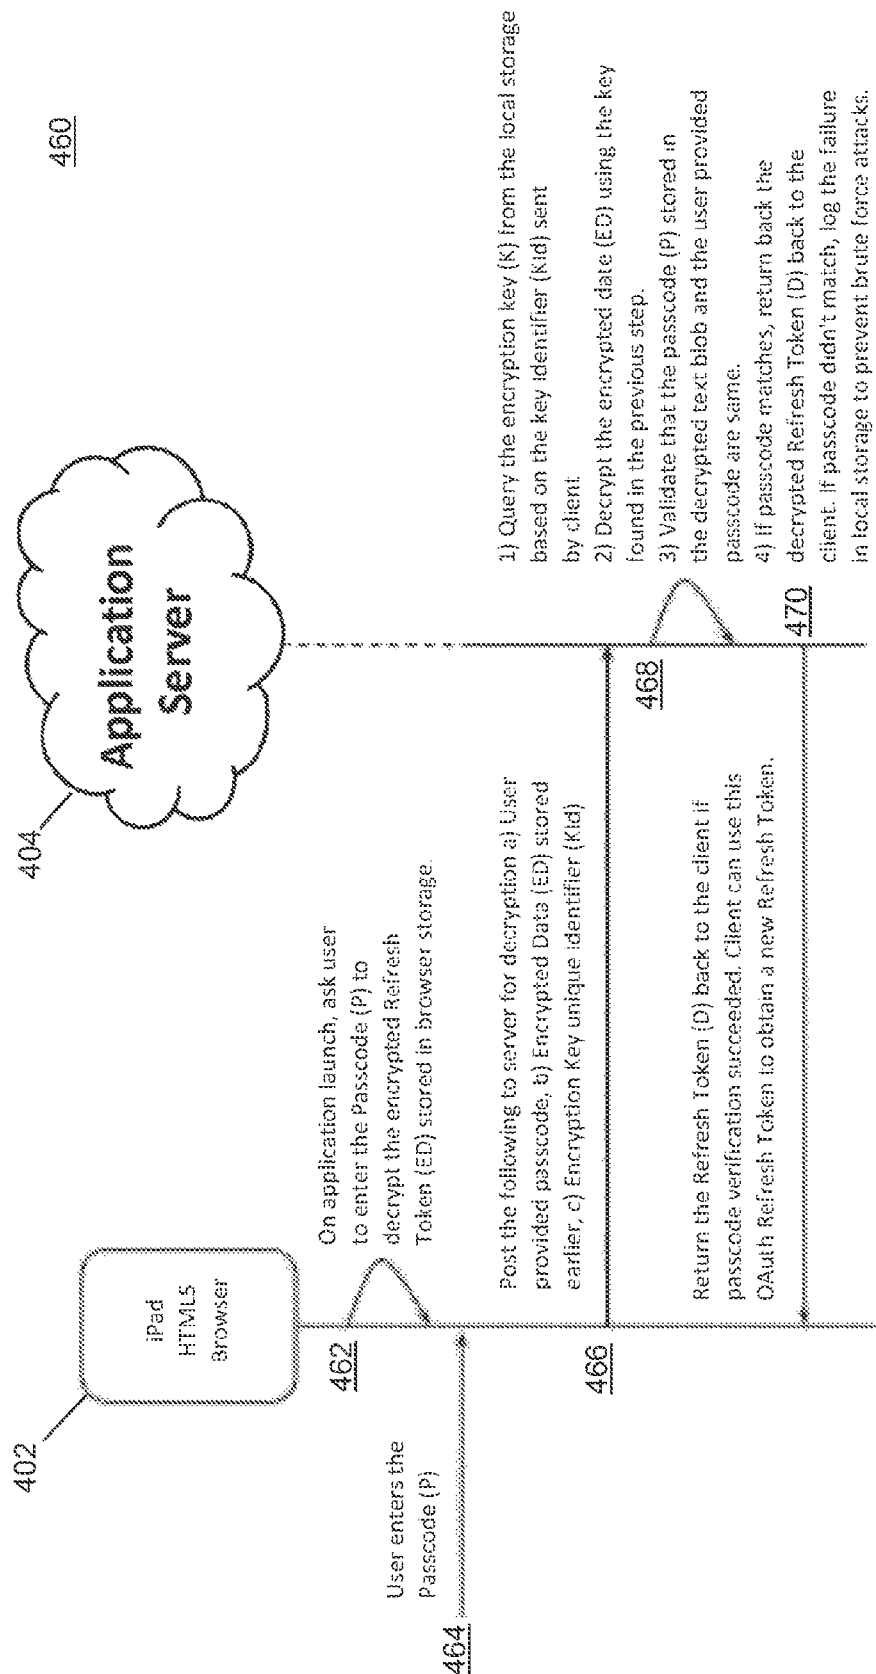 460
404
Application
Server
402
iPad
HTML5
Browser
462
On application launch, ask user
to enter the Passcode (P) to
decrypt the encrypted Refresh
Token (ED) stored in browser storage.
User enters the
Passcode (P)
464
Post the following to server for decryption a) User
provided passcode, b) Encrypted Data (ED) stored
earlier, c) Encryption Key unique identifier (KId)
466
468
1) Query the encryption key (K) from the local storage
based on the key identifier (KId) sent
by client
2) Decrypt the encrypted date (ED) using the key
found in the previous step.
3) Validate that the passcode (P) stored in
the decrypted text blob and the user provided
passcode are same.
4) If passcode matches, return back the
decrypted Refresh Token (D) back to the
client. If passcode didn't match, log the failure
in local storage to prevent brute force attacks.
470
Return the Refresh Token (D) back to the client if
passcode verification succeeded. Client can use this
OAuth Refresh Token to obtain a new Refresh Token.